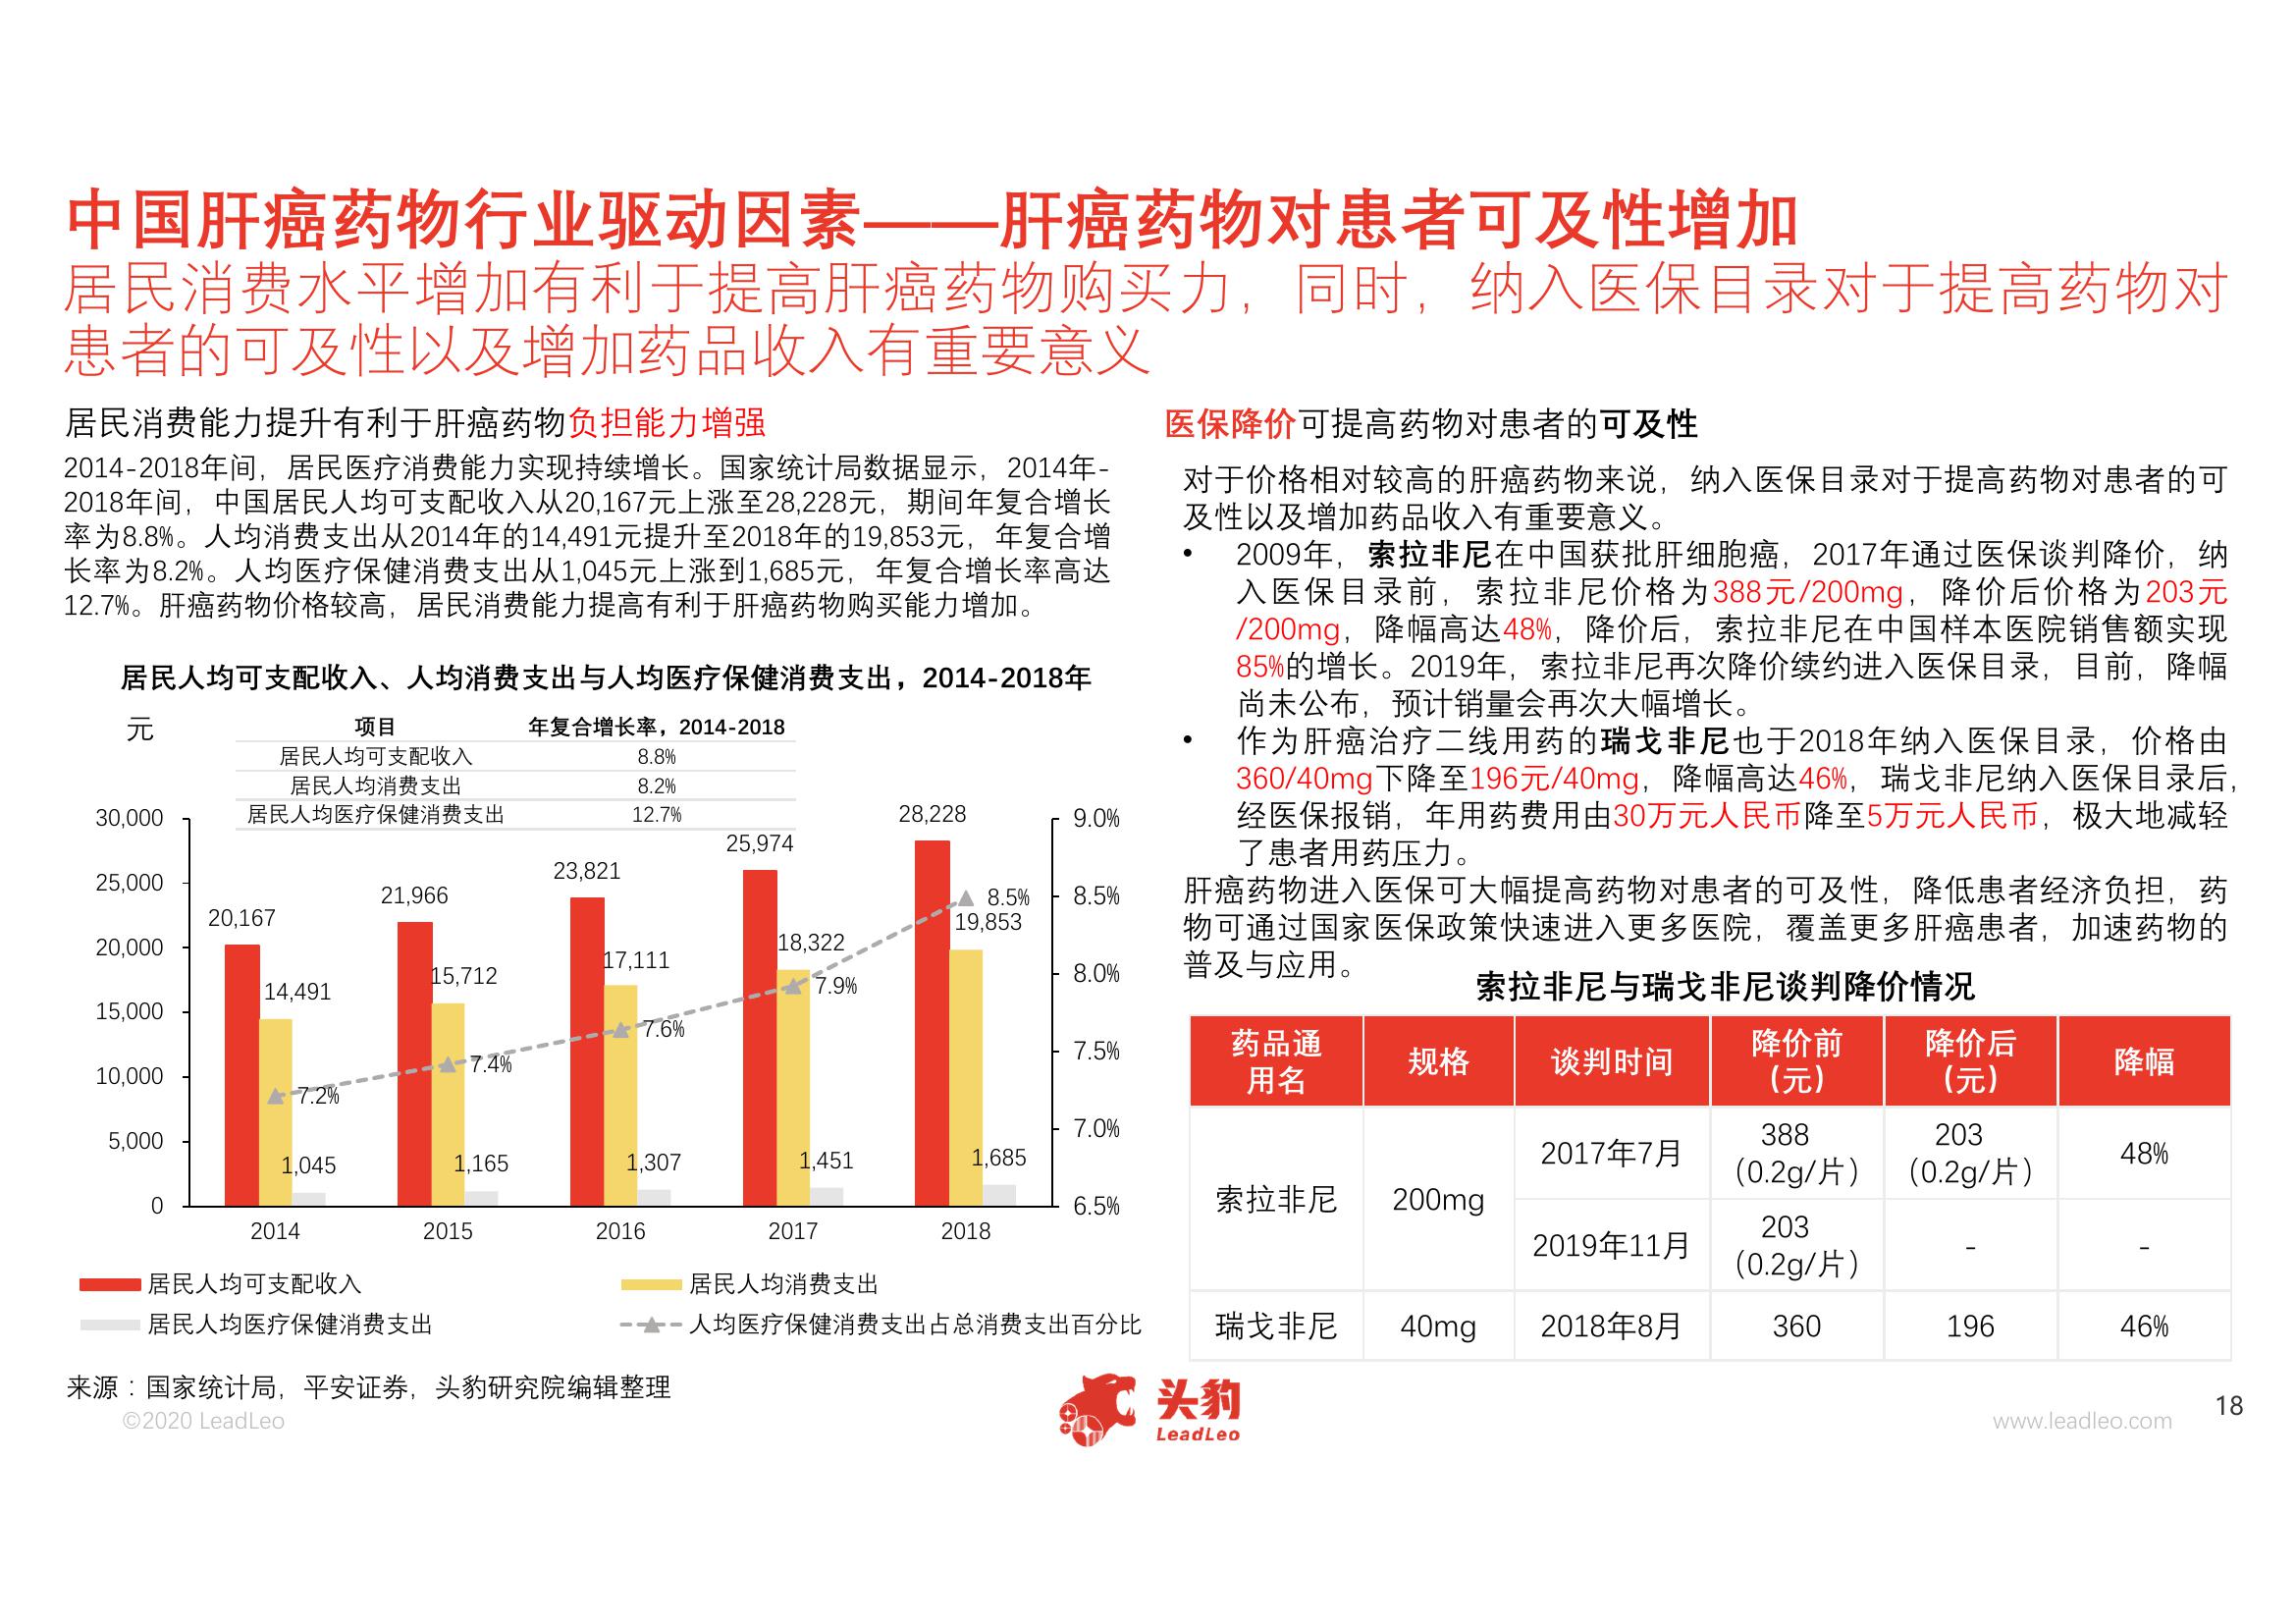 中国肝癌药物行业驱动因素——肝癌药物对患者可及性增加
居民消费水平增加有利于提高肝癌药物购买力，同时，纳入医保目录对于提高药物对
患者的可及性以及增加药品收入有重要意义
居民消费能力提升有利于肝癌药物负担能力增强
2014-2018年间，居民医疗消费能力实现持续增长。国家统计局数据显示，2014年-
2018年间，中国居民人均可支配收入从20,167元上涨至28,228元，期间年复合增长
率为8.8%。人均消费支出从2014年的14,491元提升至2018年的19,853元，年复合增
长率为8.2%。人均医疗保健消费支出从1,045元上涨到1,685元，年复合增长率高达
12.7%。肝癌药物价格较高，居民消费能力提高有利于肝癌药物购买能力增加。
居民人均可支配收入、人均消费支出与人均医疗保健消费支出，2014-2018年
元
项目 年复合增长率，2014-2018
居民人均可支配收入 8.8%
居民人均消费支出 8.2%
居民人均医疗保健消费支出 12.7%
30,000
25,000
20,000
15,000
10,000
5,000
0
9.0%
8.5%
8.0%
7.5%
7.0%
6.5%
20,167
21,966
23,821
25,974
28,228
14,491
15,712
17,111
18,322
19,853
1,045
1,165
1,307
1,451
1,685
7.2%
7.4%
7.6%
7.9%
8.5%
2014 2015 2016 2017 2018
居民人均可支配收入 居民人均消费支出
居民人均医疗保健消费支出 人均医疗保健消费支出占总消费支出百分比
来源：国家统计局，平安证券，头豹研究院编辑整理
©2020 LeadLeo
医保降价可提高药物对患者的可及性
对于价格相对较高的肝癌药物来说，纳入医保目录对于提高药物对患者的可
及性以及增加药品收入有重要意义。
• 2009年，索拉非尼在中国获批肝细胞癌，2017年通过医保谈判降价，纳
入医保目录前，索拉非尼价格为388元/200mg，降价后价格为203元
/200mg，降幅高达48%，降价后，索拉非尼在中国样本医院销售额实现
85%的增长。2019年，索拉非尼再次降价续约进入医保目录，目前，降幅
尚未公布，预计销量会再次大幅增长。
• 作为肝癌治疗二线用药的瑞戈非尼也于2018年纳入医保目录，价格由
360/40mg下降至196元/40mg，降幅高达46%，瑞戈非尼纳入医保目录后，
经医保报销，年用药费用由30万元人民币降至5万元人民币，极大地减轻
了患者用药压力。
肝癌药物进入医保可大幅提高药物对患者的可及性，降低患者经济负担，药
物可通过国家医保政策快速进入更多医院，覆盖更多肝癌患者，加速药物的
普及与应用。
索拉非尼与瑞戈非尼谈判降价情况
药品通
用名
规格
谈判时间
降价前
（元）
降价后
（元）
降幅
索拉非尼
200mg
2017年7月
388
（0.2g/片）
203
（0.2g/片）
48%
2019年11月
203
（0.2g/片）
-
-
瑞戈非尼 40mg 2018年8月 360 196 46%
头豹
LeadLeo
www.leadleo.com
18